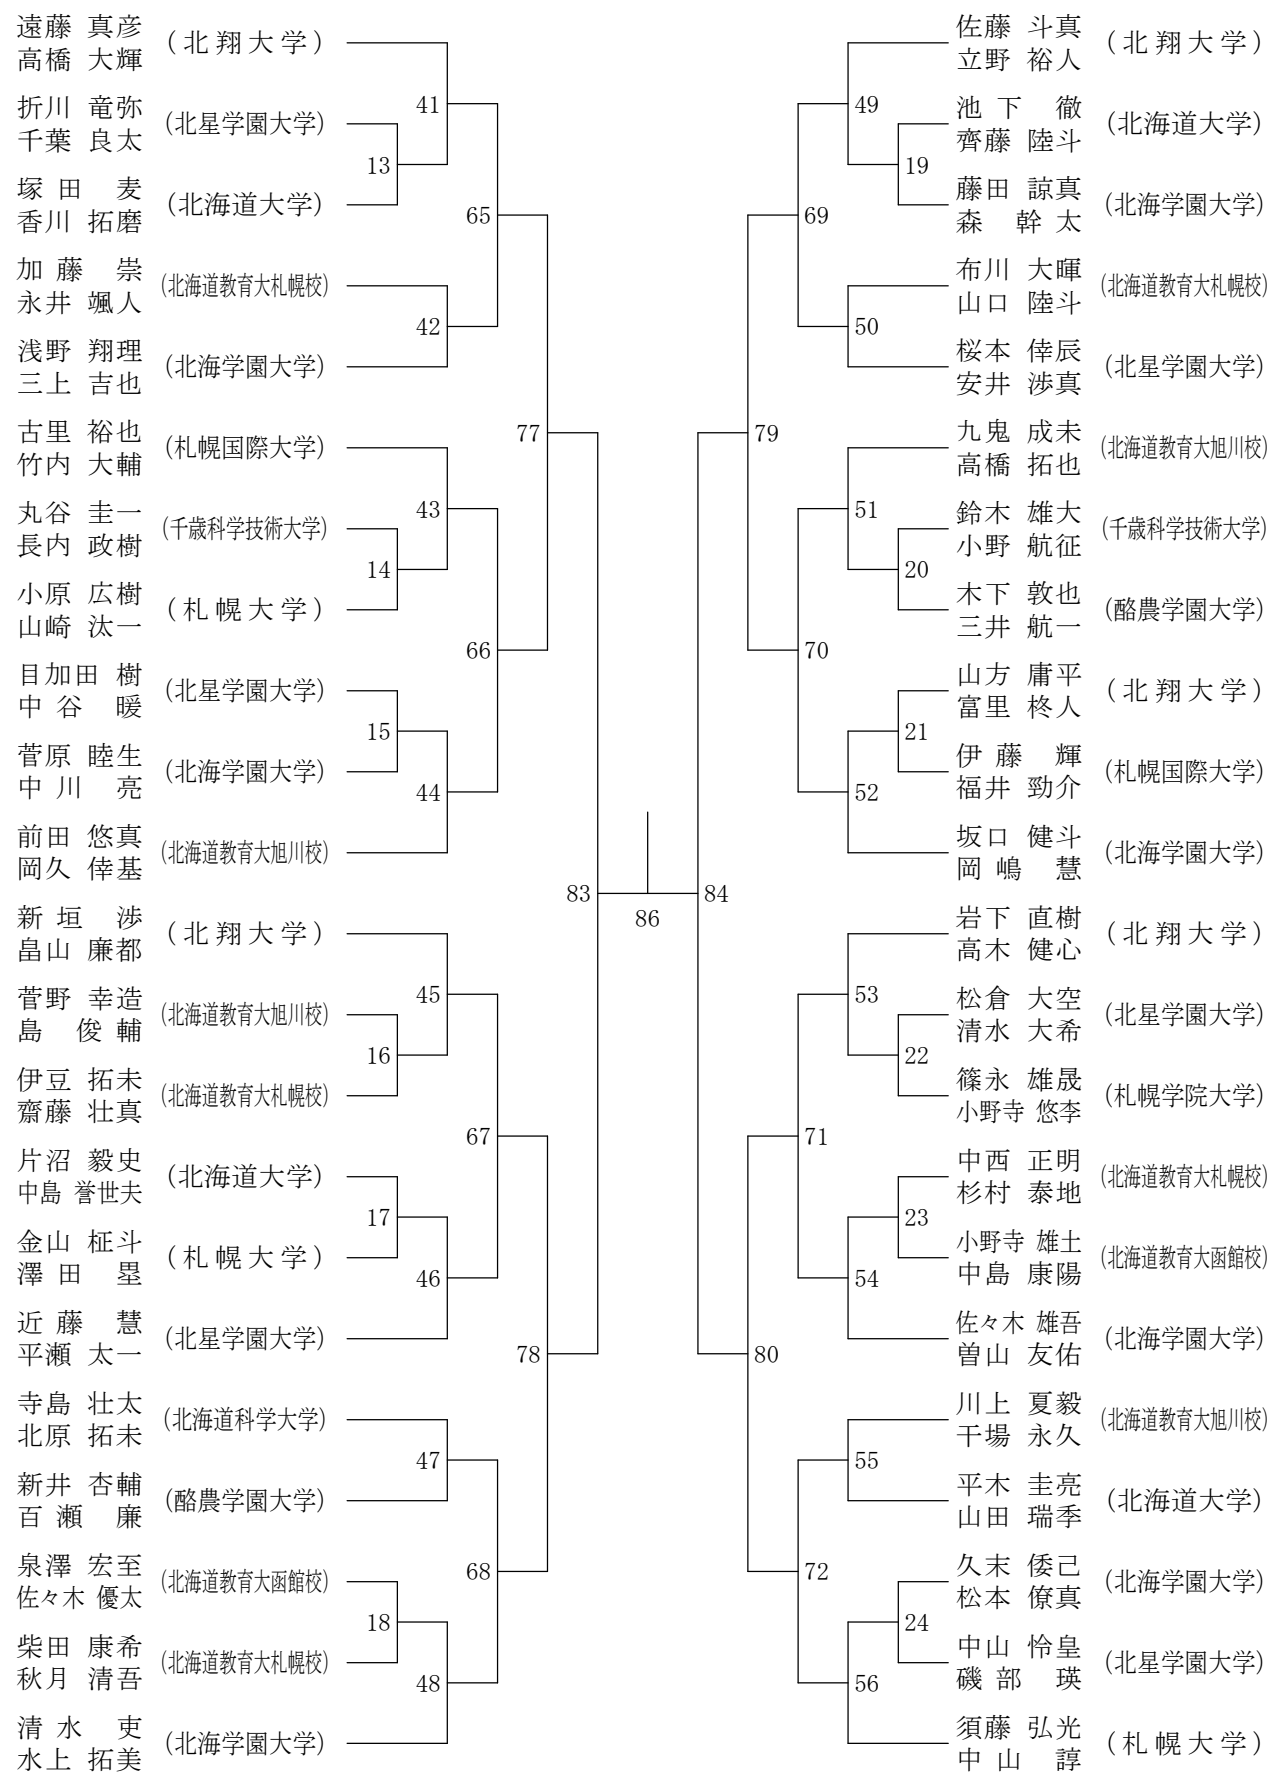 遠藤 真彦
高橋 大輝
(北翔大学)
折川 竜弥
千葉 良太
(北星学園大学)
塚田 麦
香川 拓磨
(北海道大学)
加藤 崇
永井 颯人
(北海道教育大札幌校)
浅野 翔理
三上 吉也
(北海学園大学)
古里 裕也
竹内 大輔
(札幌国際大学)
丸谷 圭一
長内 政樹
(千歳科学技術大学)
小原 広樹
山崎 汰一
(札幌大学)
目加田 樹
中谷 暖
(北星学園大学)
菅原 睦生
中川 亮
(北海学園大学)
前田 悠真
岡久 倖基
(北海道教育大旭川校)
新垣 渉
畠山 廉都
(北翔大学)
菅野 幸造
島 俊輔
(北海道教育大旭川校)
伊豆 拓未
齋藤 壮真
(北海道教育大札幌校)
片沼 毅史
中島 誉世夫
(北海道大学)
金山 柾斗
澤田 塁
(札幌大学)
近藤 慧
平瀬 太一
(北星学園大学)
寺島 壮太
北原 拓未
(北海道科学大学)
新井 杏輔
百瀬 廉
(酪農学園大学)
泉澤 宏至
佐々木 優太
(北海道教育大函館校)
柴田 康希
秋月 清吾
(北海道教育大札幌校)
清水 吏
水上 拓美
(北海学園大学)
13
14
15
16
17
18
41
42
43
44
45
46
47
48
65
66
67
68
77
78
83
86
84
79
80
69
70
71
72
49
50
51
52
53
54
55
56
19
20
21
22
23
24
佐藤 斗真
立野 裕人
(北翔大学)
池下 徹
齊藤 陸斗
(北海道大学)
藤田 諒真
森 幹太
(北海学園大学)
布川 大暉
山口 陸斗
(北海道教育大札幌校)
桜本 倖辰
安井 渉真
(北星学園大学)
九鬼 成未
高橋 拓也
(北海道教育大旭川校)
鈴木 雄大
小野 航征
(千歳科学技術大学)
木下 敦也
三井 航一
(酪農学園大学)
山方 庸平
富里 柊人
(北翔大学)
伊藤 輝
福井 勁介
(札幌国際大学)
坂口 健斗
岡嶋 慧
(北海学園大学)
岩下 直樹
高木 健心
(北翔大学)
松倉 大空
清水 大希
(北星学園大学)
篠永 雄晟
小野寺 悠李
(札幌学院大学)
中西 正明
杉村 泰地
(北海道教育大札幌校)
小野寺 雄土
中島 康陽
(北海道教育大函館校)
佐々木 雄吾
曽山 友佑
(北海学園大学)
川上 夏毅
干場 永久
(北海道教育大旭川校)
平木 圭亮
山田 瑞季
(北海道大学)
久末 倭己
松本 僚真
(北海学園大学)
中山 怜皇
磯部 瑛
(北星学園大学)
須藤 弘光
中山 諄
(札幌大学)